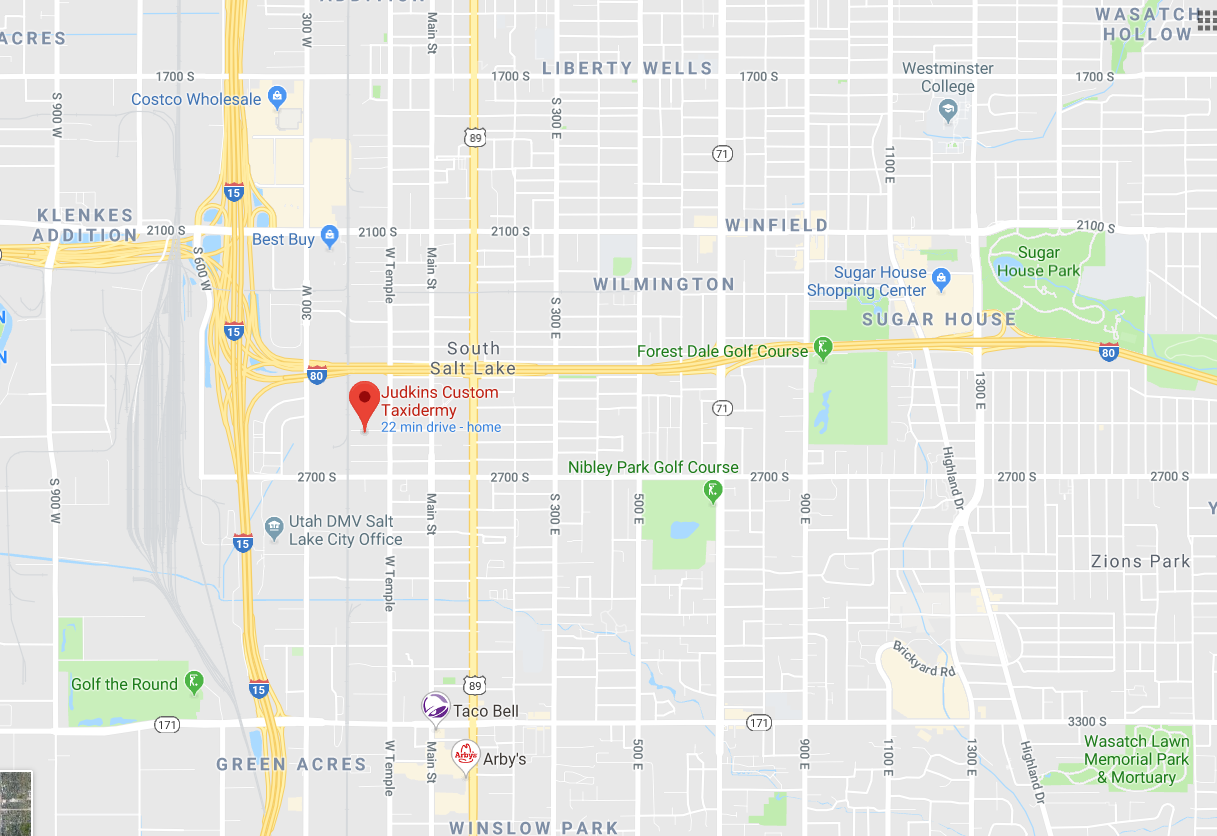 ADDITION
WASATCH
HOLLOW
ACRES
300 W
Main St
1700 S
1700 S
LIBERTY WELLS
1700 S
1700 S
Westminster
College
Costco Wholesale
S 900 W
S 300 E
89
71
1100 E
15
KLENKES
ADDITION
2100 S
2100 S
2100 S
WINFIELD
2100 S
Best Buy
S 600 W
W Temple
Main St
Sugar
House Park
Sugar House
Shopping Center
WILMINGTON
300 W
S 300 E
SUGAR HOUSE
15
South
Salt Lake
Forest Dale Golf Course
80
80
Judkins Custom
Taxidermy
22 min drive - home
71
1300 E
Nibley Park Golf Course
2700 S
2700 S
2700 S
2700 S
2700 S
Highland Dr
S 900 W
Main St
S 300 E
500 E
900 E
Utah DMV Salt
Lake City Office
15
W Temple
Zions Park
Brickyard Rd
Golf the Round
15
89
Taco Bell
171
171
3300 S
Arby's
Arby's
GREEN ACRES
W Temple
Main St
500 E
900 E
1100 E
1300 E
Highland Dr
Wasatch Lawn
Memorial Park
& Mortuary
WINSLOW PARK